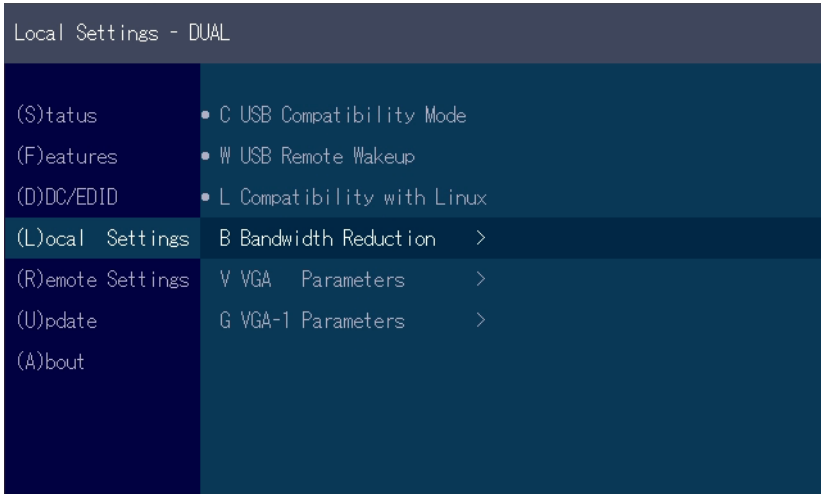 Local Settings - DUAL
(S)tatus
(F)eatures
(D)DC/EDID
(L)ocal Settings
(R)emote Settings
(U)pdate
(A)bout
• C USB Compatibility Mode
• W USB Remote Wakeup
• L Compatibility with Linux
B Bandwidth Reduction >
V VGA Parameters >
G VGA-1 Parameters >